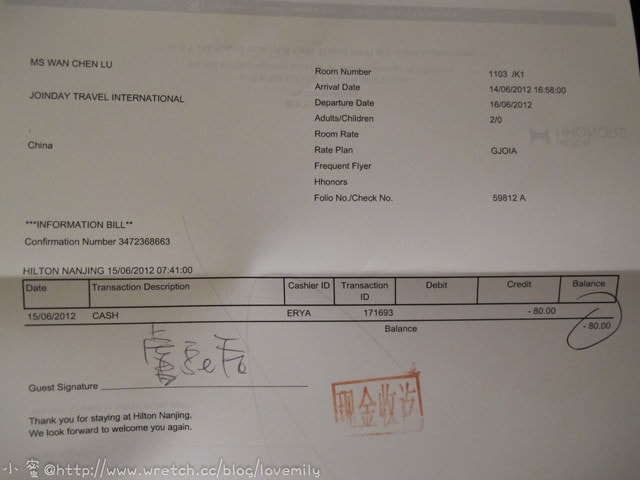 MS WAN CHEN LU
JOINDAY TRAVEL INTERNATIONAL
.
China
Room Number 1103 /K1
Arrival Date 14/06/2012 16:58:00
Departure Date 16/06/2012
Adults/Children 2/0
Room Rate
Rate Plan GJOIA
Frequent Flyer
Hhonors
Folio No./Check No. 59812 A
HILTON
HHONORS
***INFORMATION BILL**
Confirmation Number 3472368663
HILTON NANJING 15/06/2012 07:41:00
Date Transaction Description Cashier ID Transaction ID Debit Credit Balance
15/06/2012 CASH ERYA 171693 - 80.00
Balance - 80.00
Guest Signature
现金收讫
Thank you for staying at Hilton Nanjing.
We look forward to welcome you again.
小蜜@http://www.wretch.cc/blog/lovemily